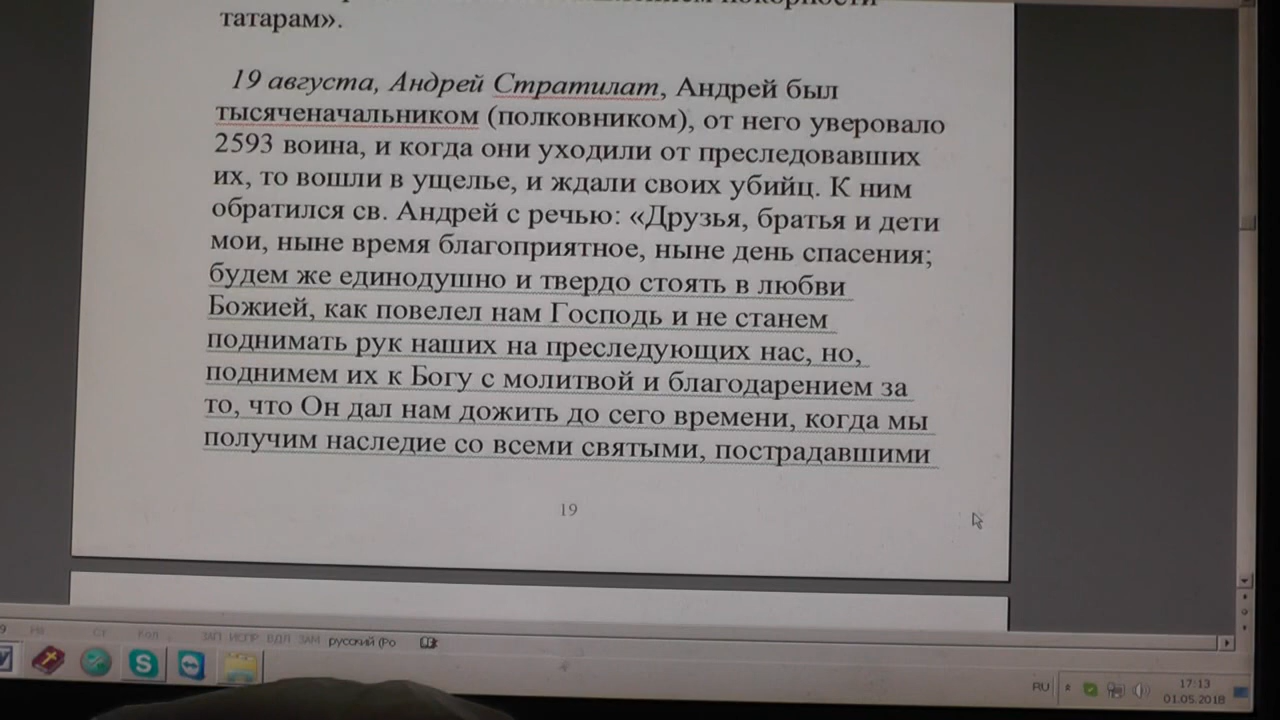 татарам».
19 августа, Андрей Стратилат, Андрей был
тысяченачальником (полковником), от него уверовало
2593 воина, и когда они уходили от преследовавших
их, то вошли в ущелье, и ждали своих убийц. К ним
обратился св. Андрей с речью: «Друзья, братья и дети
мои, ныне время благоприятное, ныне день спасения;
будем же единодушно и твердо стоять в любви
Божией, как повелел нам Господь и не станем
поднимать рук наших на преследующих нас, но,
поднимем их к Богу с молитвой и благодарением за
то, что Он дал нам дожить до сего времени, когда мы
получим наследие со всеми святыми, пострадавшими
19
ЗАП ИСПР ВДЛ ЗАМ русский (Ро
RU 17:13
01.05.2018